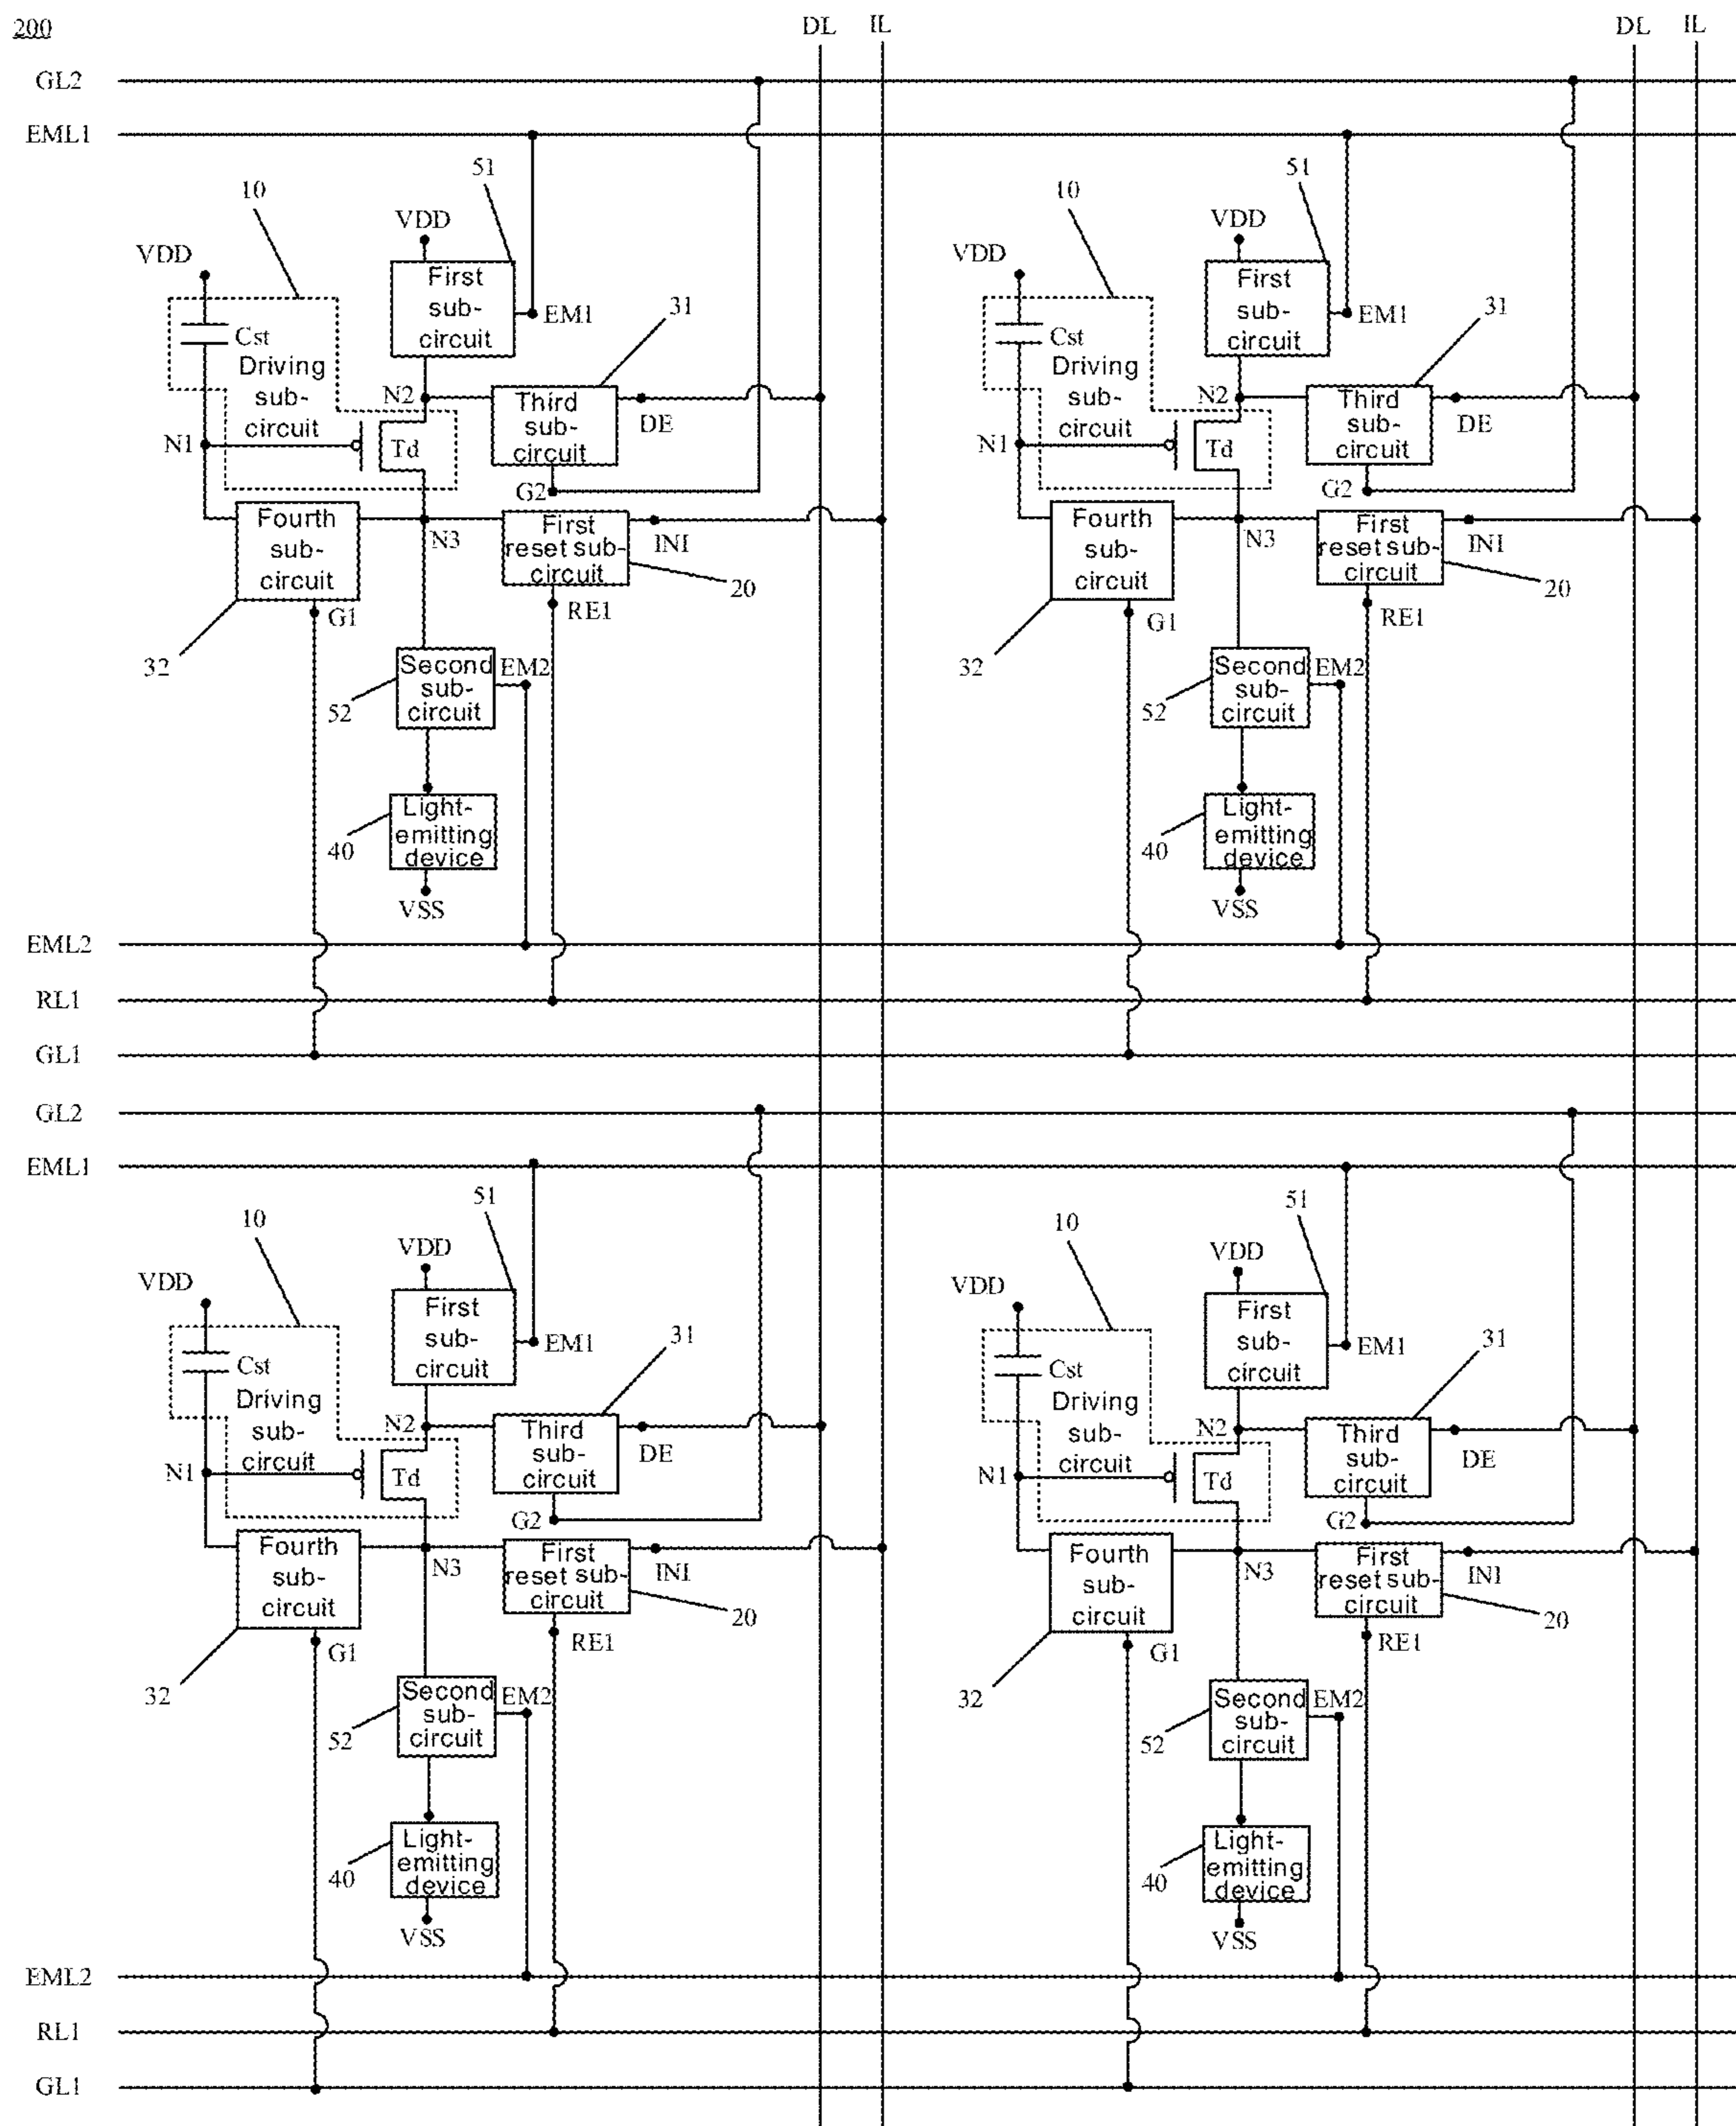 200
DL IL DL IL
GL2
EML1
51 51
10 10
VDD VDD
VDD VDD
First
sub-
circuit
First
sub-
circuit
EM1 EM1
31 31
Cst Cst
Driving
sub-
circuit
Driving
sub-
circuit
N2 N2
Third
sub-
circuit
Third
sub-
circuit
DE DE
N1 Td N1 Td
G2 G2
Fourth
sub-
circuit
Fourth
sub-
circuit
N3 N3
First
reset sub-
circuit
First
reset sub-
circuit
INI INI
20 20
G1 RE1 G1 RE1
32 32
Second
sub-
circuit
Second
sub-
circuit
EM2 EM2
52 52
Light-
emitting
device
Light-
emitting
device
40 40
VSS VSS
EML2
RL1
GL1
GL2
EML1
51 51
10 10
VDD VDD
VDD VDD
First
sub-
circuit
First
sub-
circuit
EM1 EM1
31 31
Cst Cst
Driving
sub-
circuit
Driving
sub-
circuit
N2 N2
Third
sub-
circuit
Third
sub-
circuit
DE DE
N1 Td N1 Td
G2 G2
Fourth
sub-
circuit
Fourth
sub-
circuit
N3 N3
First
reset sub-
circuit
First
reset sub-
circuit
INI INI
20 20
G1 RE1 G1 RE1
32 32
Second
sub-
circuit
Second
sub-
circuit
EM2 EM2
52 52
Light-
emitting
device
Light-
emitting
device
40 40
VSS VSS
EML2
RL1
GL1